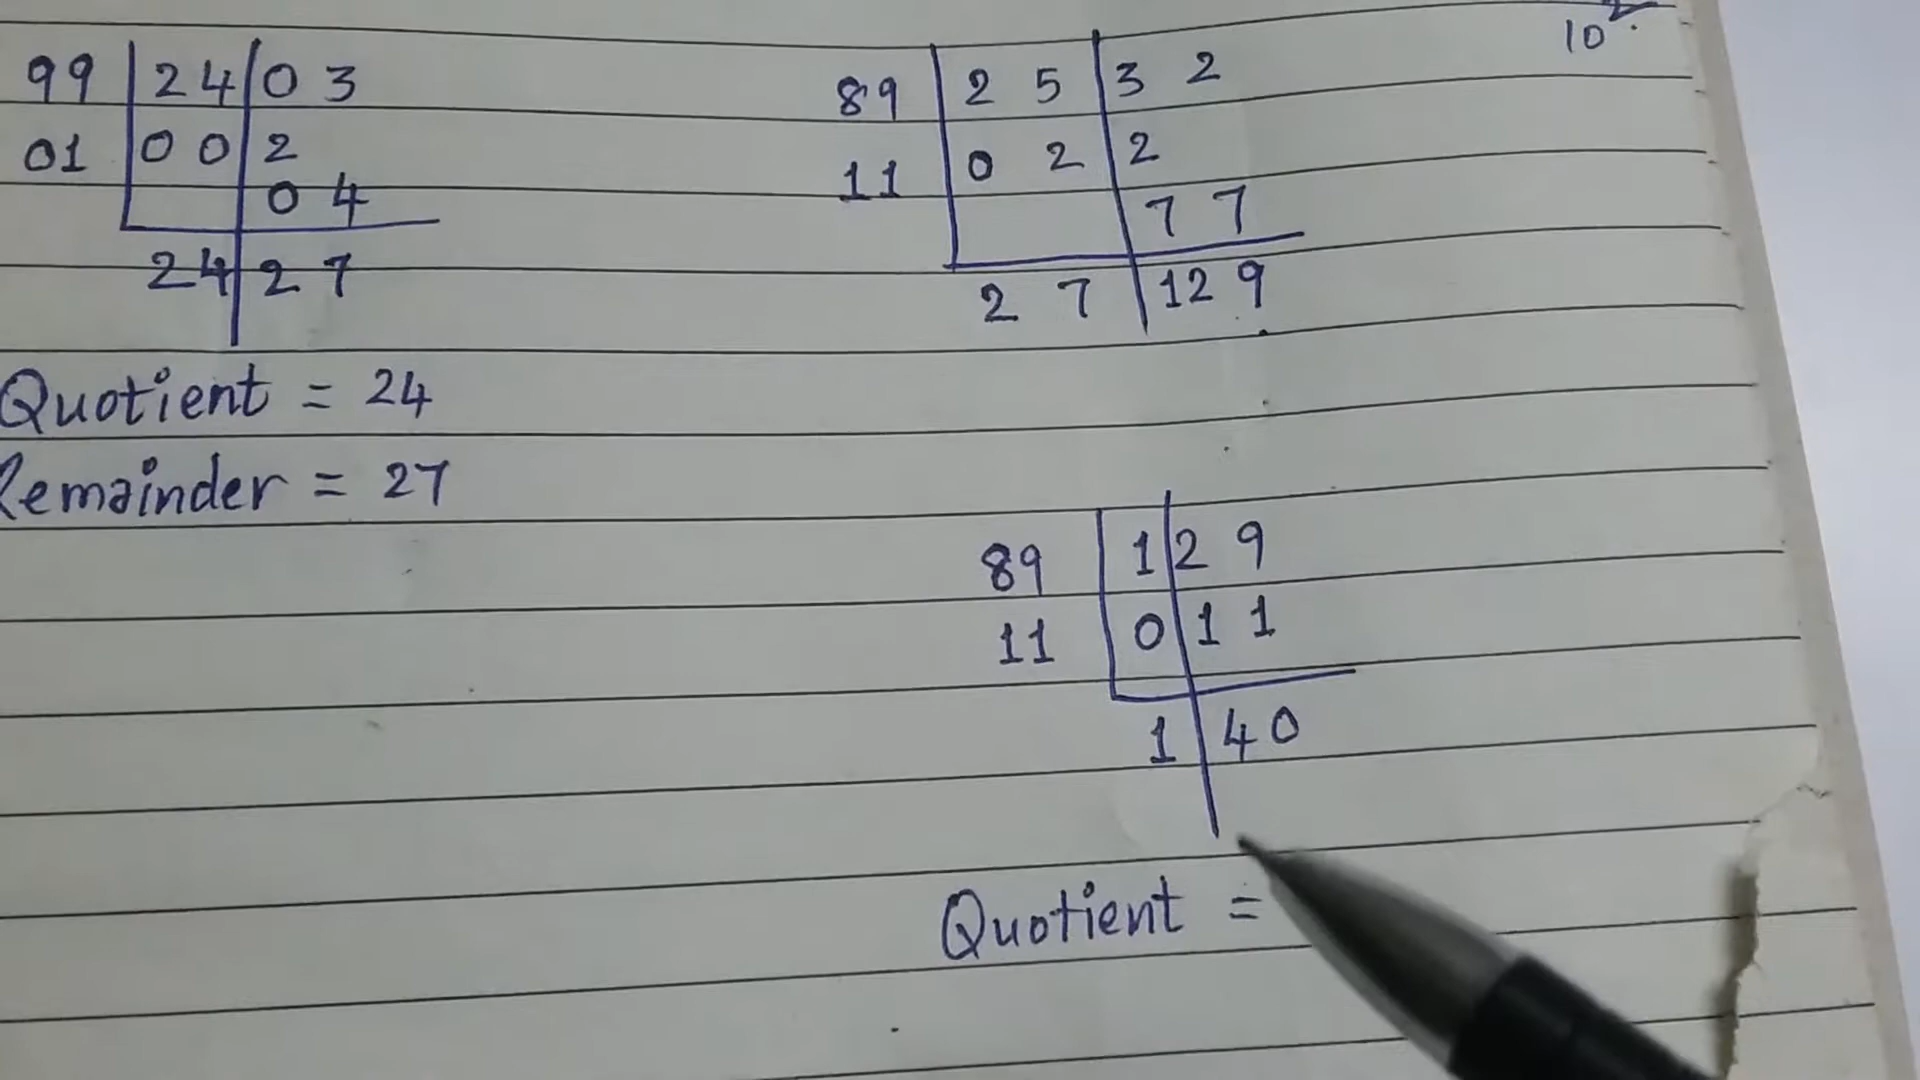 10²
99 | 24 | 0 3
01 | 0 0 | 2
0 4
24 | 2 7
Quotient = 24
Remainder = 27
89 | 2 5 | 3 2
11 | 0 2 | 2
7 7
2 7 | 12 9
89 | 1 | 2 9
11 | 0 | 1 1
1 | 4 0
Quotient =